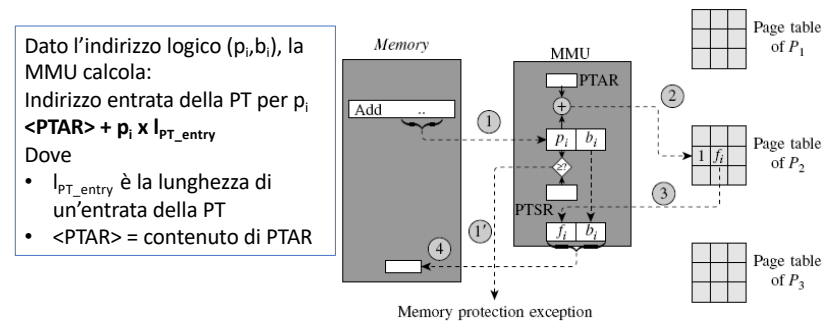 Dato l'indirizzo logico (pᵢ,bᵢ), la
MMU calcola:
Indirizzo entrata della PT per pᵢ
<PTAR> + pᵢ x l_PT_entry
Dove
• l_PT_entry è la lunghezza di
un'entrata della PT
• <PTAR> = contenuto di PTAR
Memory
Add ..
MMU
PTAR
+
pᵢ bᵢ
≥?
PTSR
fᵢ bᵢ
1
2
3
1′
4
Memory protection exception
Page table
of P₁
1 fᵢ
Page table
of P₂
Page table
of P₃